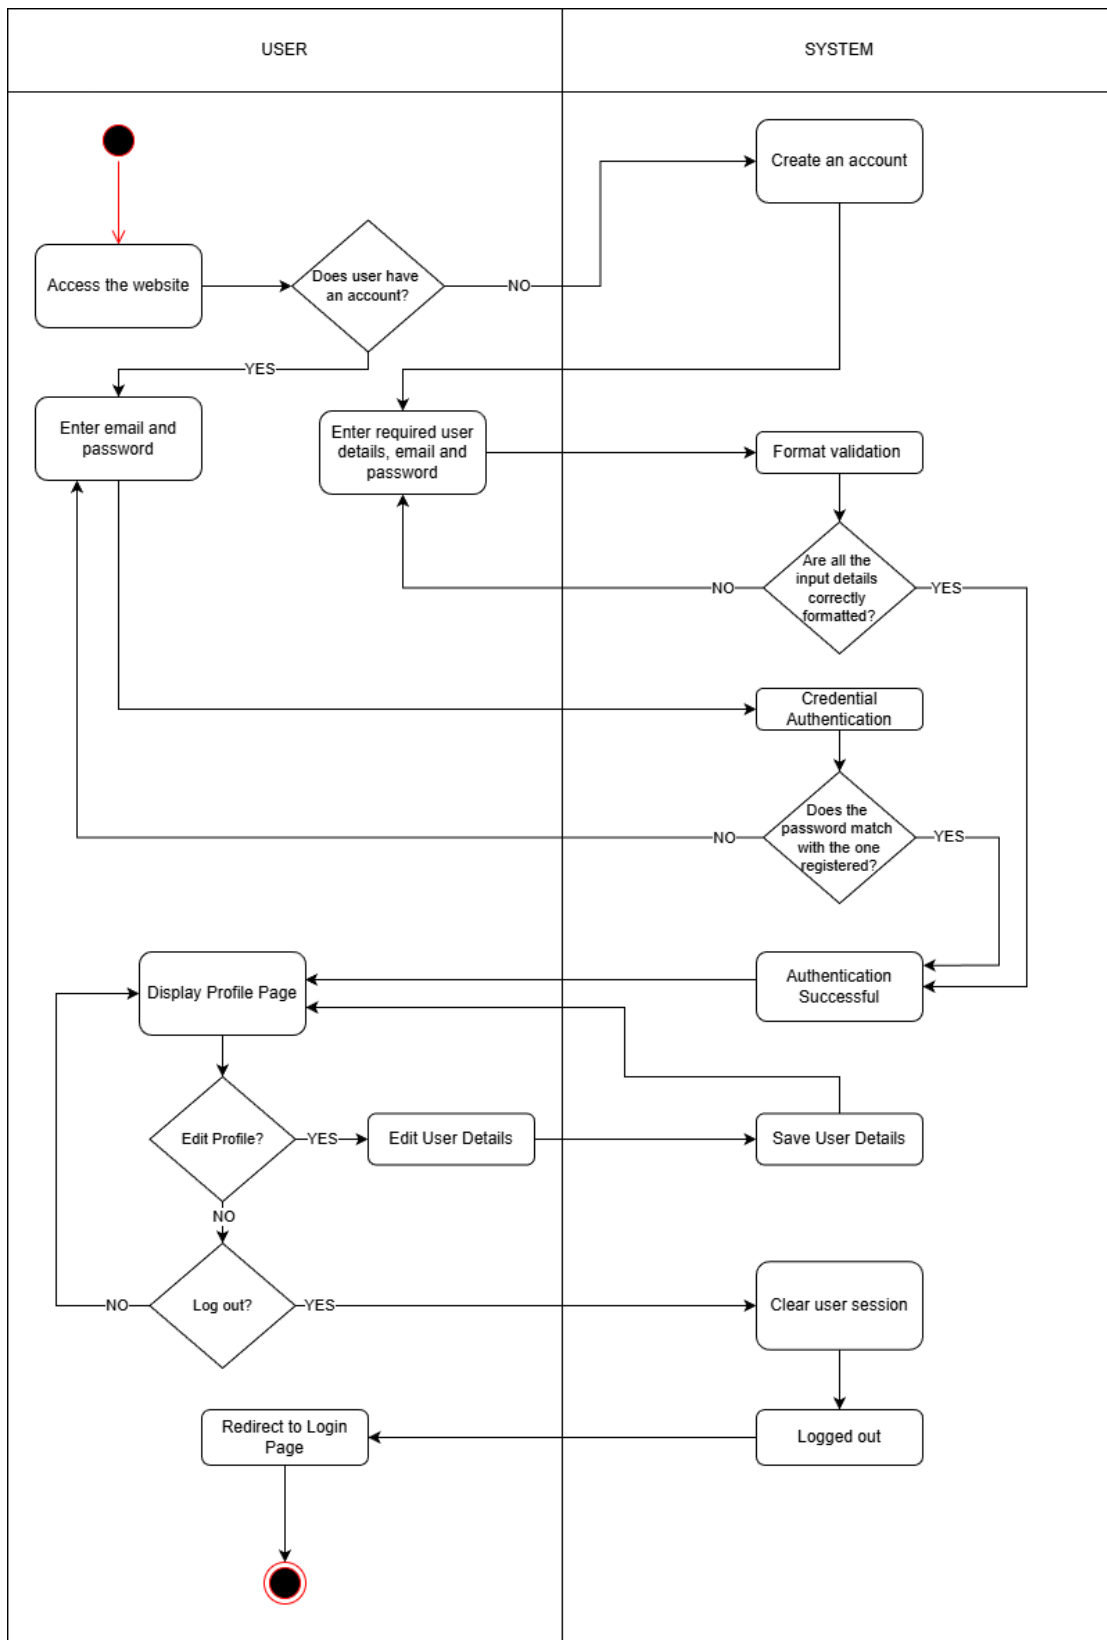 USER
SYSTEM
Create an account
Access the website
Does user have
an account?
NO
YES
Enter email and
password
Enter required user
details, email and
password
Format validation
Are all the
input details
correctly
formatted?
NO
YES
Credential
Authentication
Does the
password match
with the one
registered?
NO
YES
Display Profile Page
Authentication
Successful
Edit Profile?
YES
Edit User Details
Save User Details
NO
Log out?
NO
YES
Clear user session
Redirect to Login
Page
Logged out